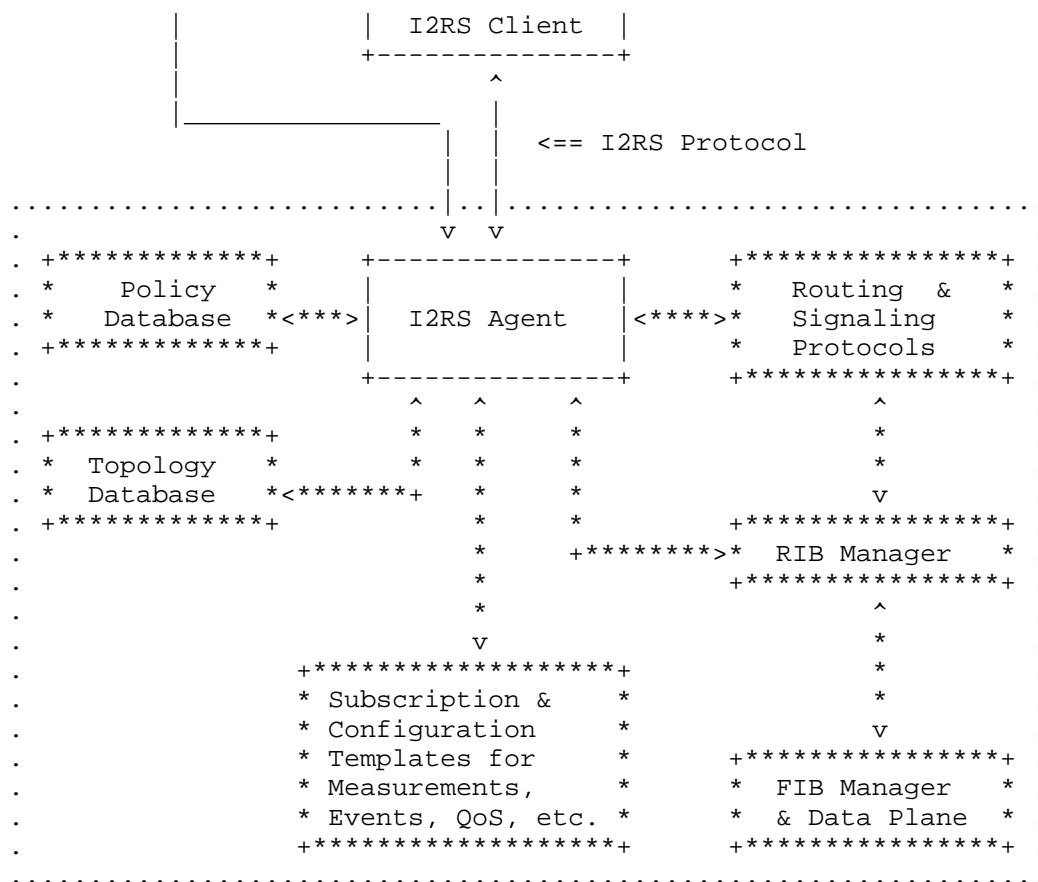 I2RS Client
<== I2RS Protocol
Policy
Database
I2RS Agent
Routing &
Signaling
Protocols
Topology
Database
RIB Manager
Subscription &
Configuration
Templates for
Measurements,
Events, QoS, etc.
FIB Manager
& Data Plane